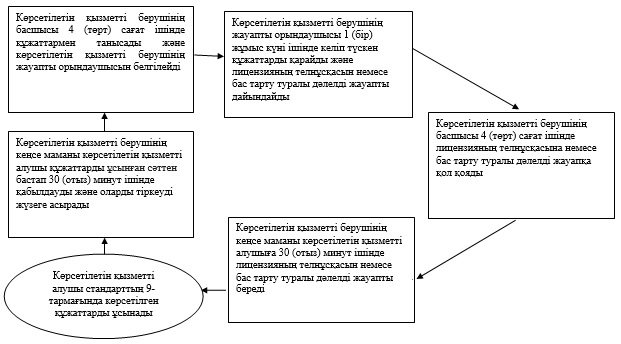 Көрсетілетін қызметті берушінің
басшысы 4 (төрт) сағат ішінде
құжаттармен танысады және
көрсетілетін қызметті берушінің
жауапты орындаушысын белгілейді
Көрсетілетін қызметті берушінің
жауапты орындаушысы 1 (бір)
жұмыс күні ішінде келіп түскен
құжаттарды қарайды және
лицензияның телнұсқасын немесе
бас тарту туралы дәлелді жауапты
дайындайды
Көрсетілетін қызметті берушінің
басшысы 4 (төрт) сағат ішінде
лицензияның телнұсқасына немесе
бас тарту туралы дәлелді жауапқа
қол қояды
Көрсетілетін қызметті берушінің
кеңсе маманы көрсетілетін қызметті
алушы құжаттарды ұсынған сәттен
бастап 30 (отыз) минут ішінде
қабылдауды және оларды тіркеуді
жүзеге асырады
Көрсетілетін қызметті берушінің
кеңсе маманы көрсетілетін қызметті
алушыға 30 (отыз) минут ішінде
лицензияның телнұсқасын немесе
бас тарту туралы дәлелді жауапты
береді
Көрсетілетін қызметті
алушы стандарттың 9-
тармағында көрсетілген
құжаттарды ұсынады